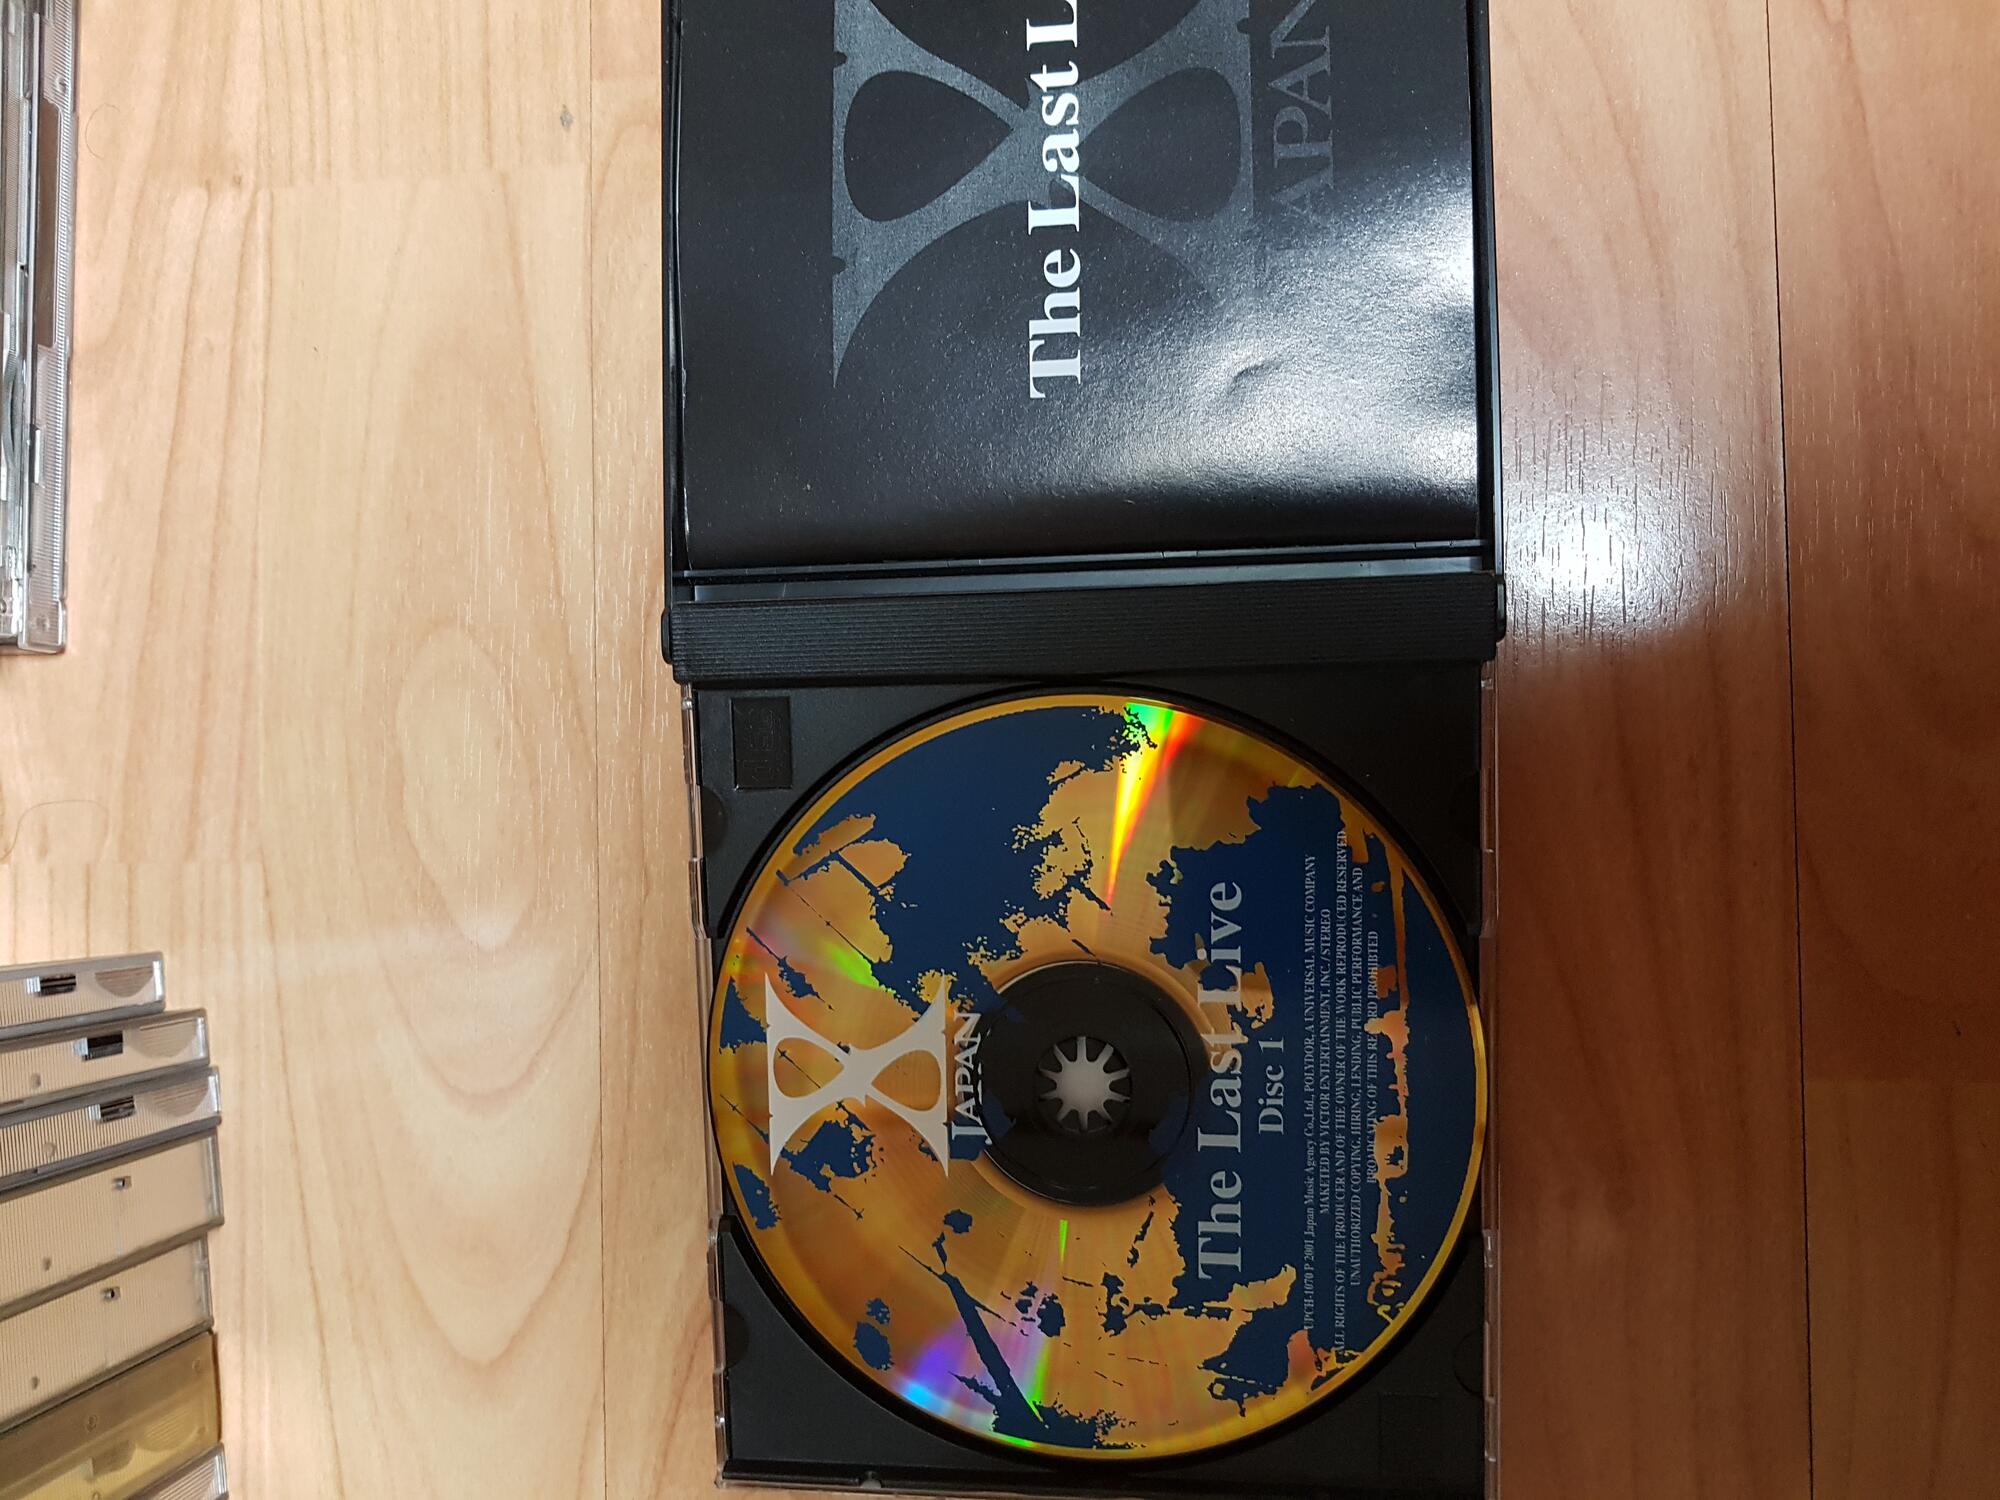 The Last L
X
JAPAN
disc
X
JAPAN
The Last Live
Disc 1
UPCH-1070 P 2001 Japan Music Agency Co.,Ltd., POLYDOR, A UNIVERSAL MUSIC COMPANY
MAKETED BY VICTOR ENTERTAINMENT, INC./STEREO
ALL RIGHTS OF THE PRODUCER AND OF THE OWNER OF THE WORK REPRODUCED RESERVED
UNAUTHORIZED COPYING, HIRING, LENDING, PUBLIC PERFORMANCE AND
BROADCATING OF THIS RECORD PROHIBITED